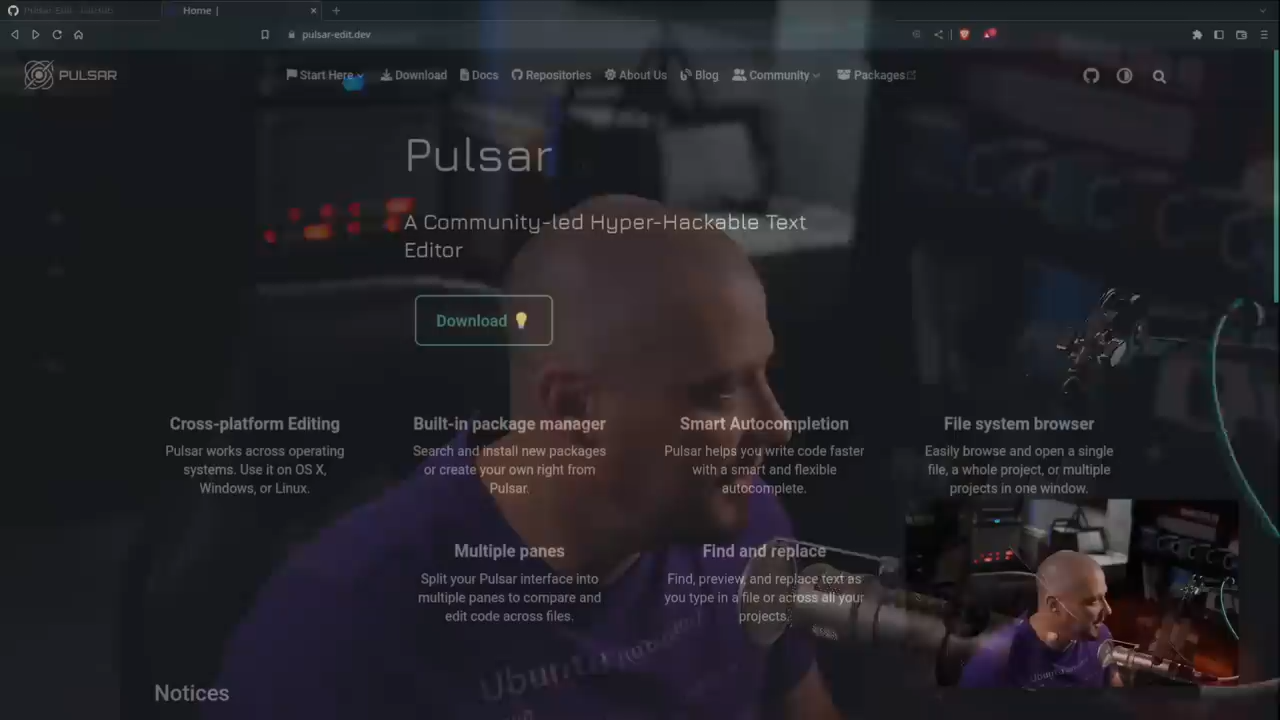 Pulsar Edit · GitHub
Home |
pulsar-edit.dev
PULSAR
Start Here
Download
Docs
Repositories
About Us
Blog
Community
Packages
Pulsar
A Community-led Hyper-Hackable Text
Editor
Download
Cross-platform Editing
Pulsar works across operating
systems. Use it on OS X,
Windows, or Linux.
Built-in package manager
Search and install new packages
or create your own right from
Pulsar.
Smart Autocompletion
Pulsar helps you write code faster
with a smart and flexible
autocomplete.
File system browser
Easily browse and open a single
file, a whole project, or multiple
projects in one window.
Multiple panes
Split your Pulsar interface into
multiple panes to compare and
edit code across files.
Find and replace
Find, preview, and replace text as
you type in a file or across all your
projects.
Ubuntu
Notices